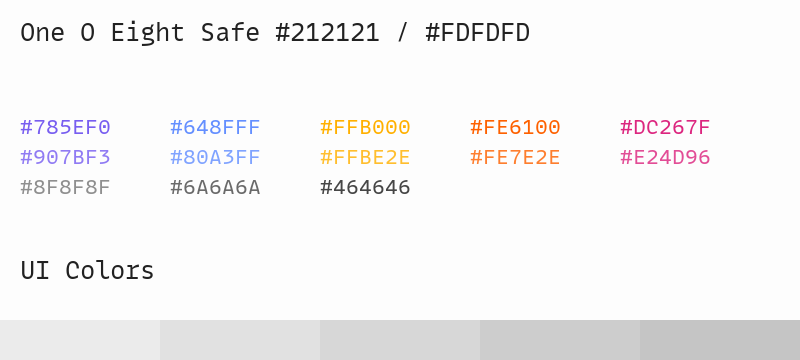 One O Eight Safe #212121 / #FDFDFD
#785EF0 #648FFF #FFB000 #FE6100 #DC267F
#907BF3 #80A3FF #FFBE2E #FE7E2E #E24D96
#8F8F8F #6A6A6A #464646
UI Colors